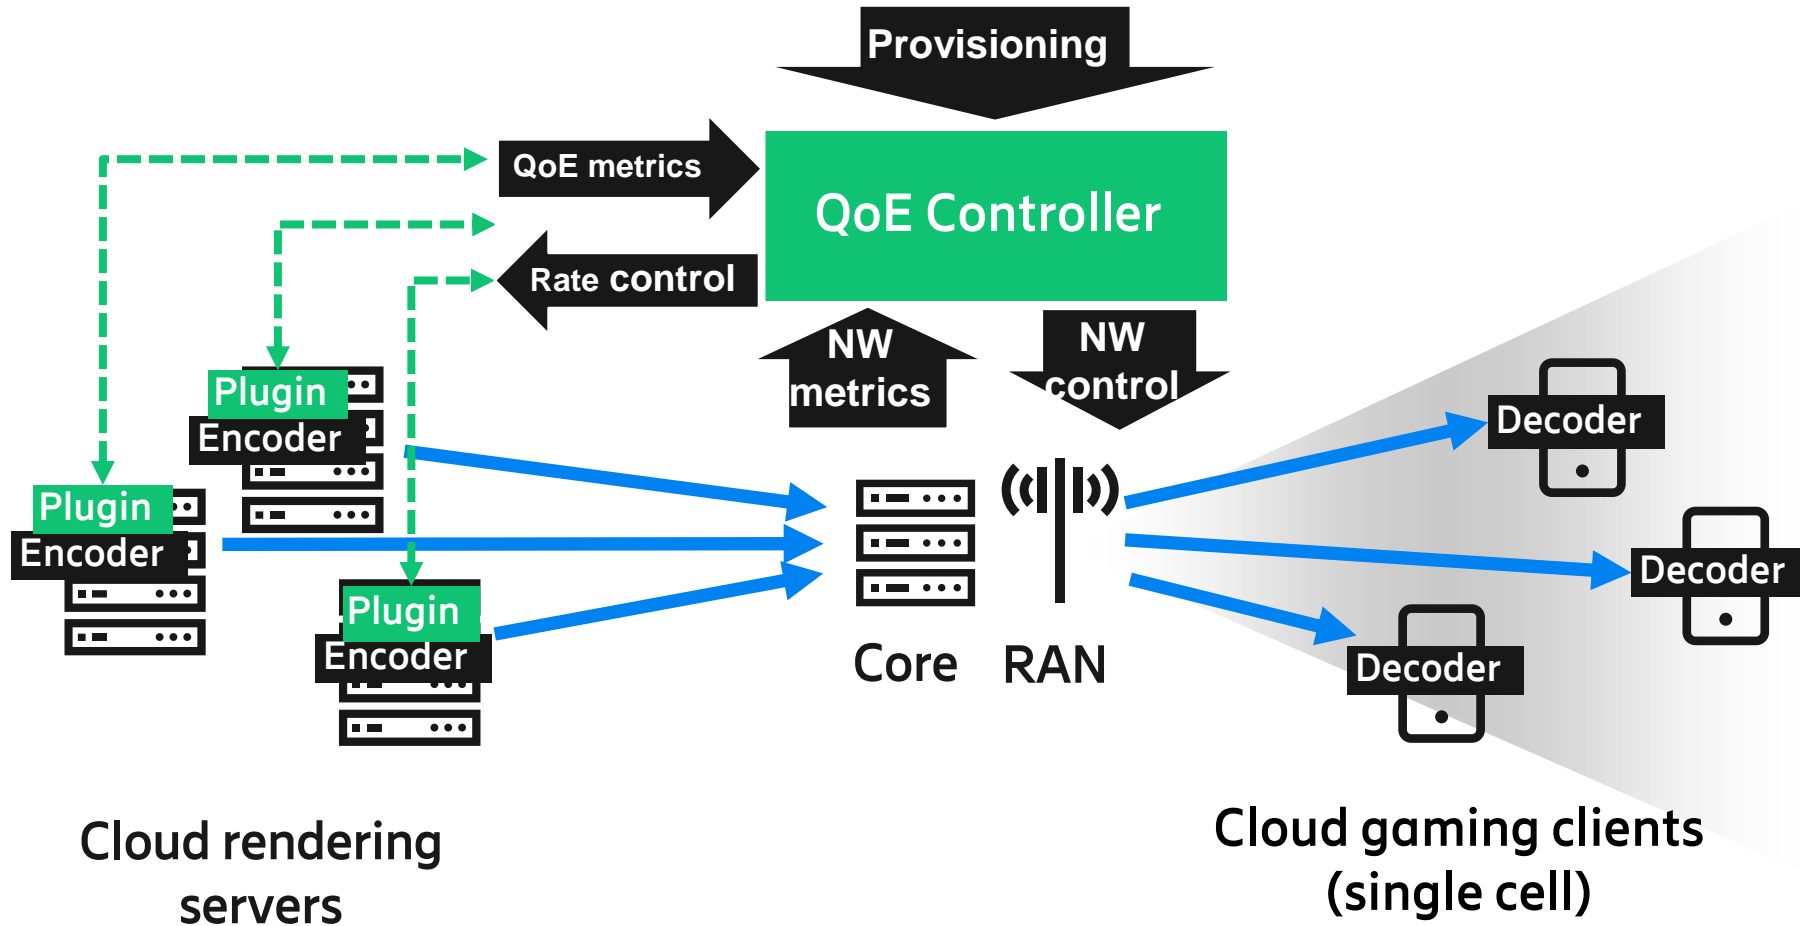 Provisioning
QoE metrics
QoE Controller
Rate control
NW
metrics
NW
control
Plugin
Encoder
Plugin
Encoder
Plugin
Encoder
Core
RAN
Decoder
Decoder
Decoder
Cloud rendering
servers
Cloud gaming clients
(single cell)